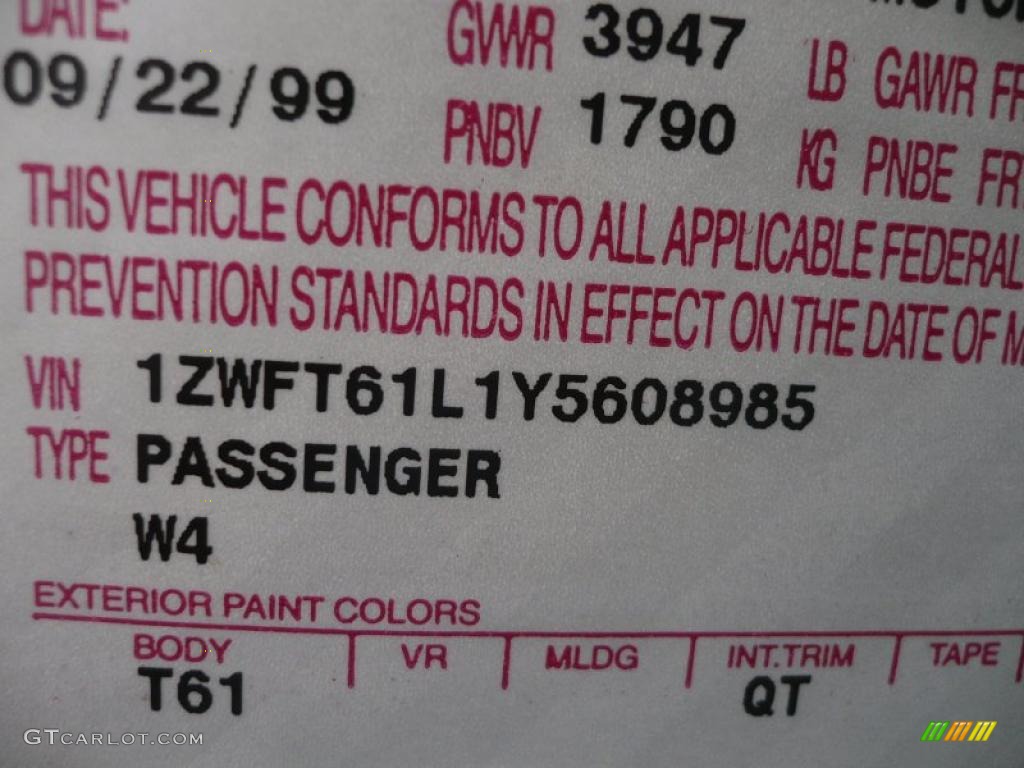 DATE:
09/22/99
GVWR 3947 LB GAWR FR
PNBV 1790 KG PNBE FR
THIS VEHICLE CONFORMS TO ALL APPLICABLE FEDERAL
PREVENTION STANDARDS IN EFFECT ON THE DATE OF M
VIN 1ZWFT61L1Y5608985
TYPE PASSENGER
W4
EXTERIOR PAINT COLORS
BODY VR MLDG INT.TRIM TAPE
T61 QT
GTCARLOT.COM